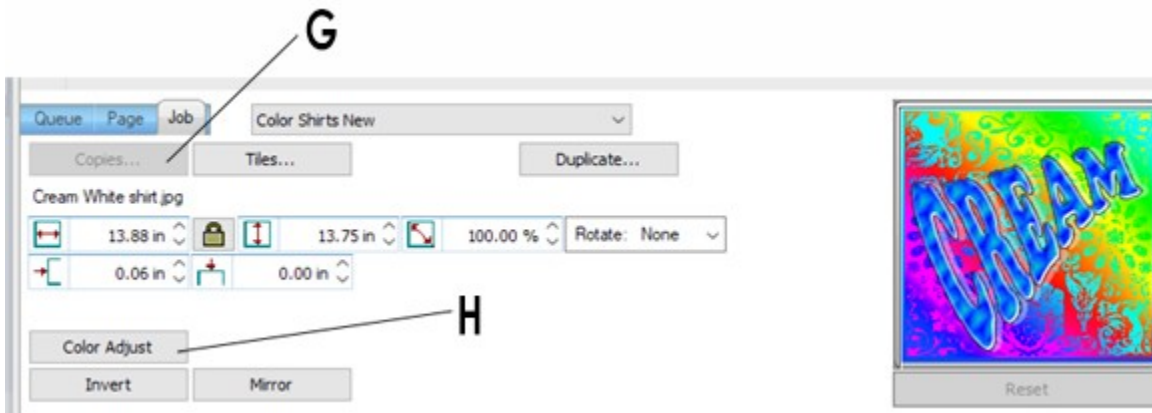 G
Queue Page Job Color Shirts New
Copies... Tiles... Duplicate...
Cream White shirt.jpg
13.88 in 13.75 in 100.00 % Rotate: None
0.06 in 0.00 in
H
Color Adjust
Invert Mirror
CREAM
Reset